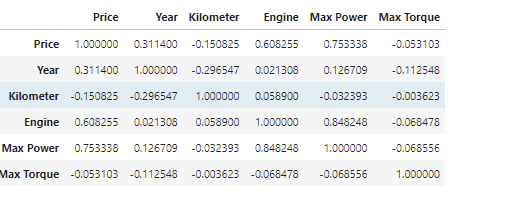 Price Year Kilometer Engine Max Power Max Torque
Price 1.000000 0.311400 -0.150825 0.608255 0.753338 -0.053103
Year 0.311400 1.000000 -0.296547 0.021308 0.126709 -0.112548
Kilometer -0.150825 -0.296547 1.000000 0.058900 -0.032393 -0.003623
Engine 0.608255 0.021308 0.058900 1.000000 0.848248 -0.068478
Max Power 0.753338 0.126709 -0.032393 0.848248 1.000000 -0.068556
Max Torque -0.053103 -0.112548 -0.003623 -0.068478 -0.068556 1.000000